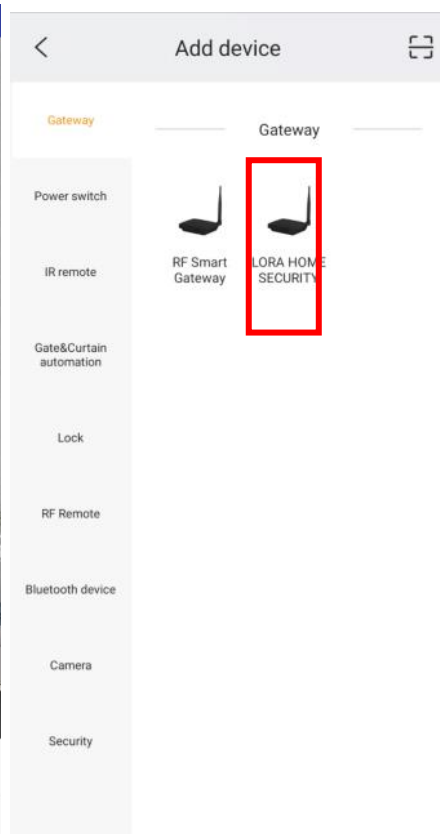 Add device
Gateway
Power switch
IR remote
Gate&Curtain
automation
Lock
RF Remote
Bluetooth device
Camera
Security
Gateway
RF Smart
Gateway
LORA HOME
SECURITY